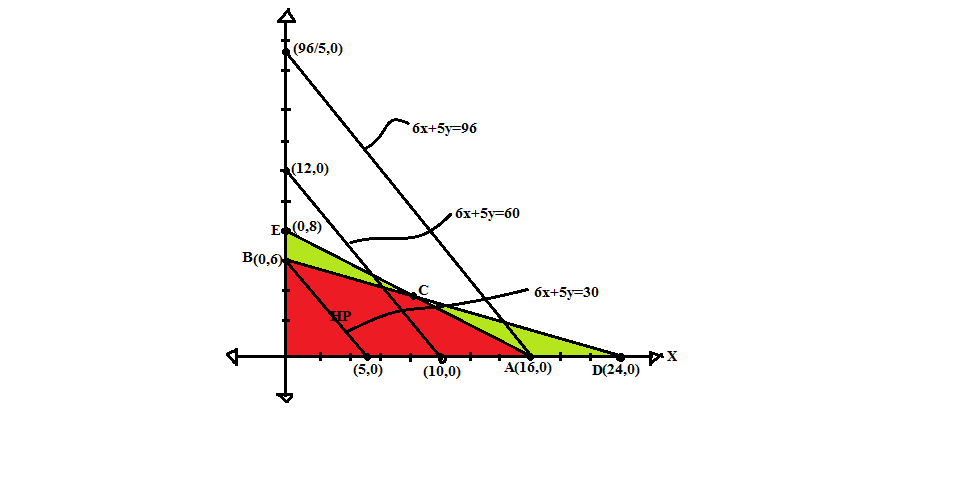 (96/5,0)
6x+5y=96
(12,0)
6x+5y=60
E (0,8)
B(0,6)
C
6x+5y=30
HP
X
(5,0)
(10,0)
A(16,0)
D(24,0)